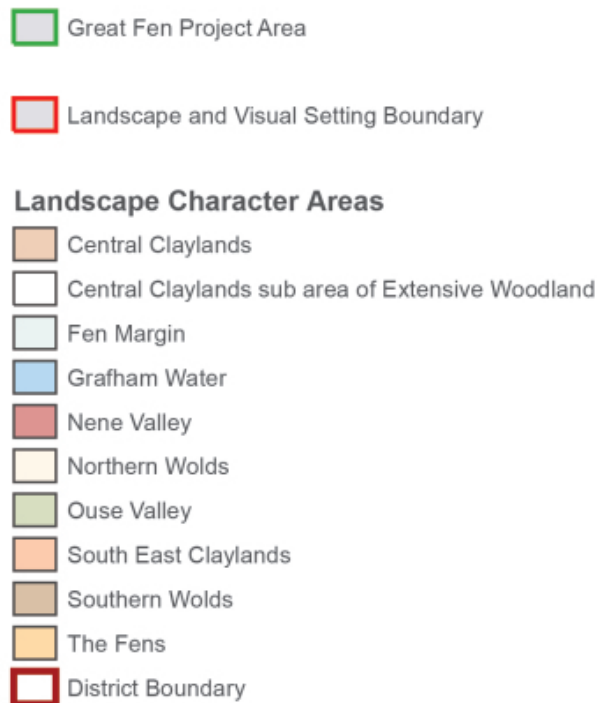 Great Fen Project Area
Landscape and Visual Setting Boundary
Landscape Character Areas
Central Claylands
Central Claylands sub area of Extensive Woodland
Fen Margin
Grafham Water
Nene Valley
Northern Wolds
Ouse Valley
South East Claylands
Southern Wolds
The Fens
District Boundary